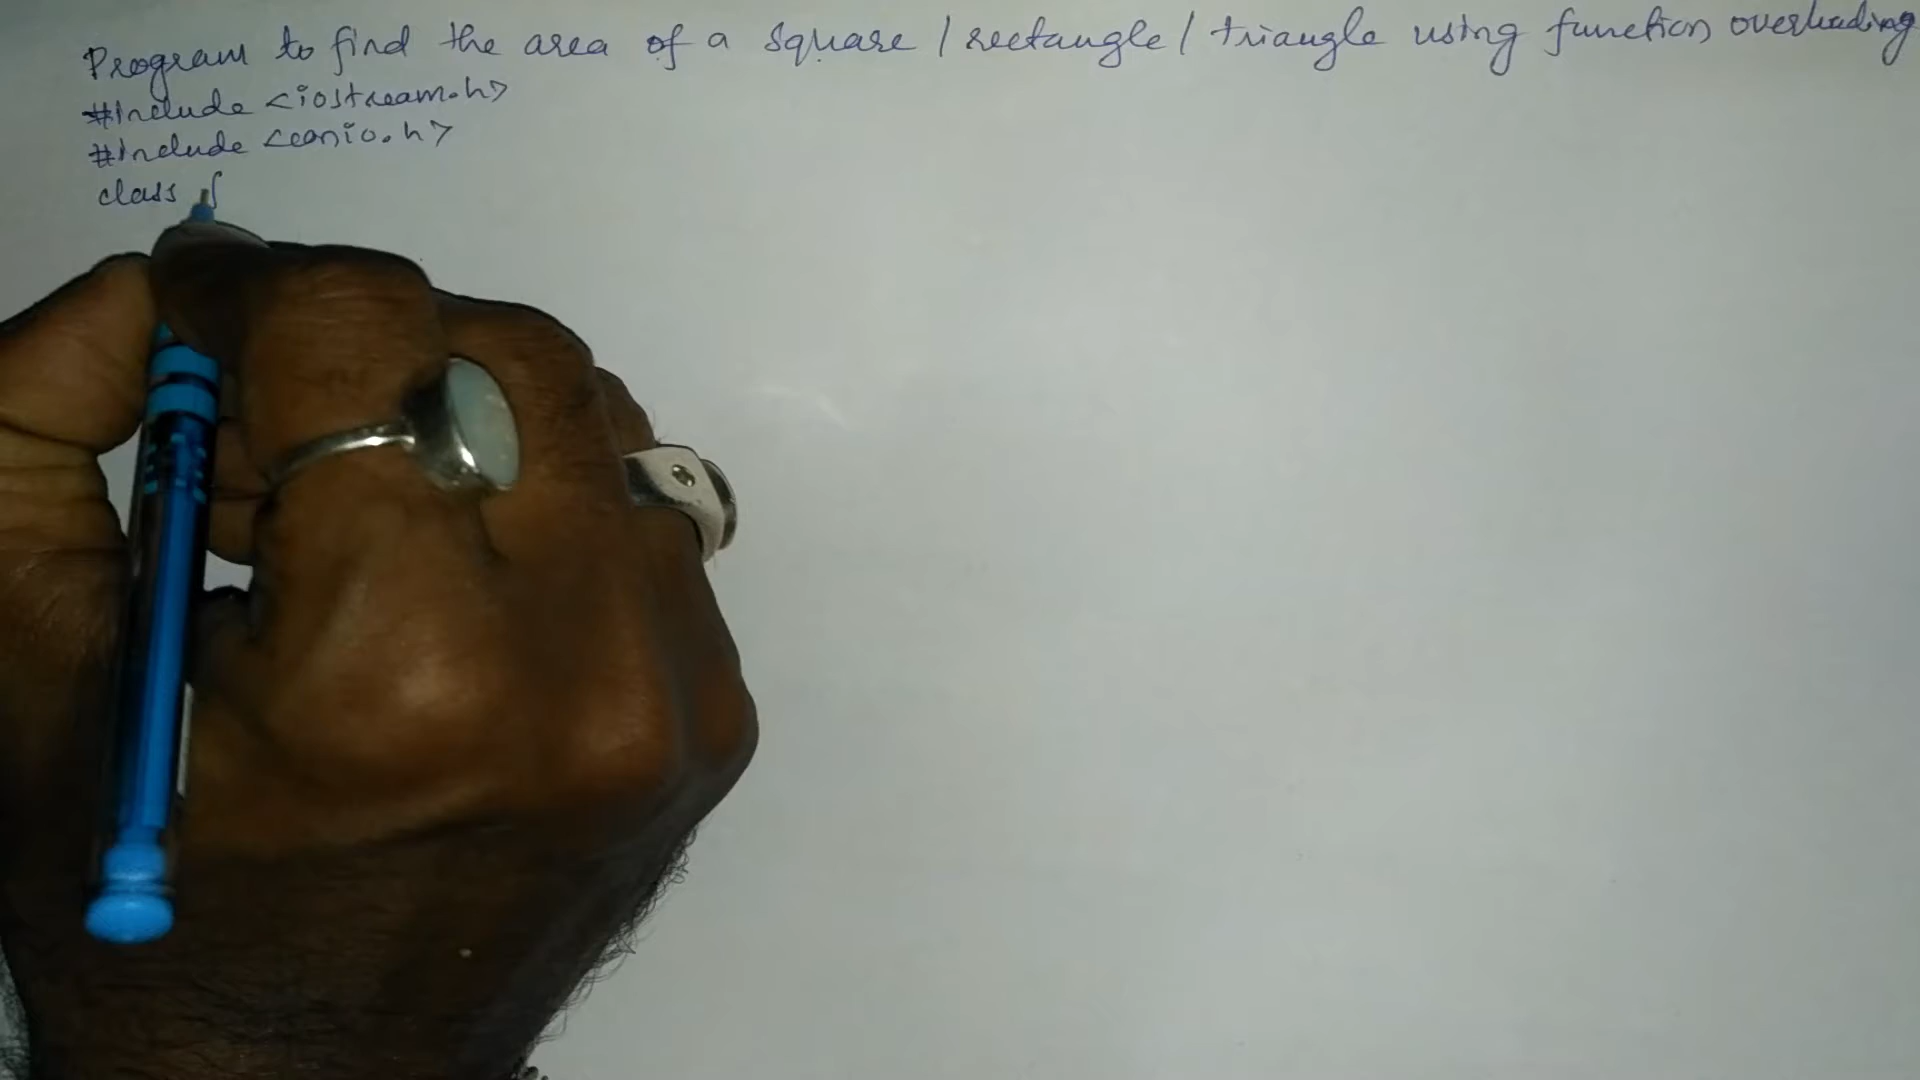 Program to find the area of a square / rectangle / triangle using function overloading
#Include <iostream.h>
#Include <conio.h>
class f